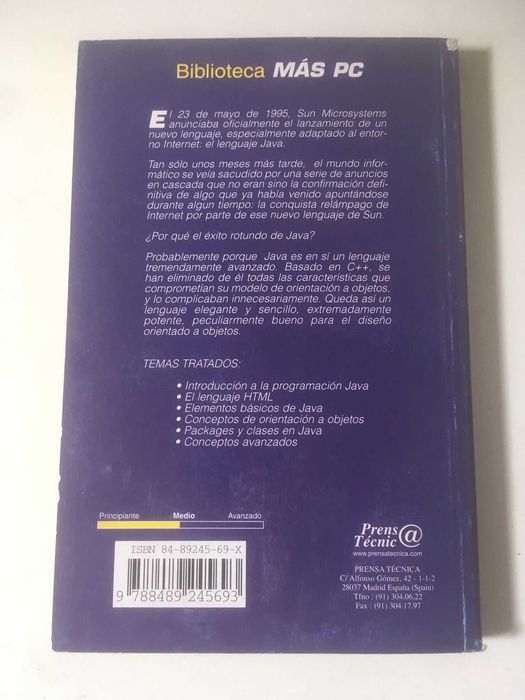 Biblioteca MÁS PC
El 23 de mayo de 1995, Sun Microsystems
anunciaba oficialmente el lanzamiento de un
nuevo lenguaje, especialmente adaptado al entor-
no Internet: el lenguaje Java.
Tan sólo unos meses más tarde, el mundo infor-
mático se veía sacudido por una serie de anuncios
en cascada que no eran sino la confirmación defi-
nitiva de algo que ya había venido apuntándose
durante algun tiempo: la conquista relámpago de
Internet por parte de ese nuevo lenguaje de Sun.
¿Por qué el éxito rotundo de Java?
Probablemente porque Java es en sí un lenguaje
tremendamente avanzado. Basado en C++, se
han eliminado de él todas las características que
comprometían su modelo de orientación a objetos,
y lo complicaban innecesariamente. Queda así un
lenguaje elegante y sencillo, extremadamente
potente, peculiarmente bueno para el diseño
orientado a objetos.
TEMAS TRATADOS:
• Introducción a la programación Java
• El lenguaje HTML
• Elementos básicos de Java
• Conceptos de orientación a objetos
• Packages y clases en Java
• Conceptos avanzados
Principiante Medio Avanzado
ISBN 84-89245-69-X
9 788489 245693
Prens@
Técnic
www.prensatecnica.com
PRENSA TÉCNICA
C/ Alfonso Gómez, 42 - 1-1-2
28037 Madrid España (Spain)
Tfno : (91) 304.06.22
Fax : (91) 304.17.97